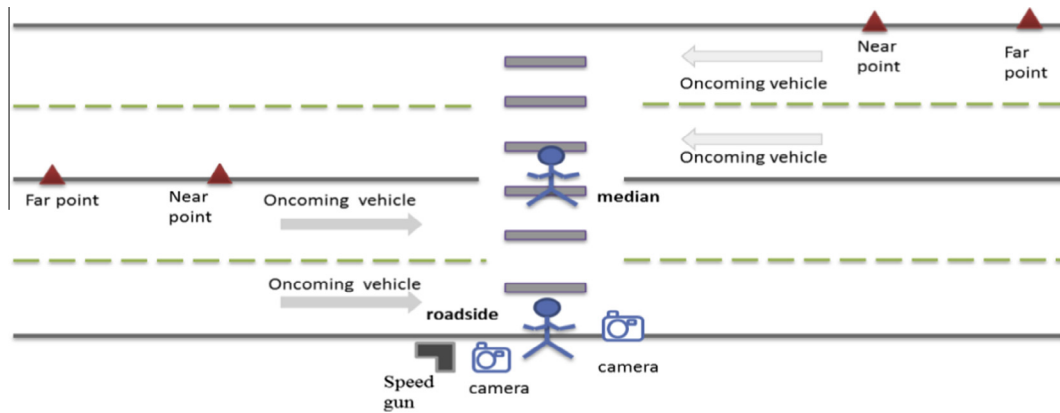 Near
point
Far
point
Oncoming vehicle
Oncoming vehicle
Far point
Near
point
Oncoming vehicle
median
Oncoming vehicle
roadside
Speed
gun
camera
camera